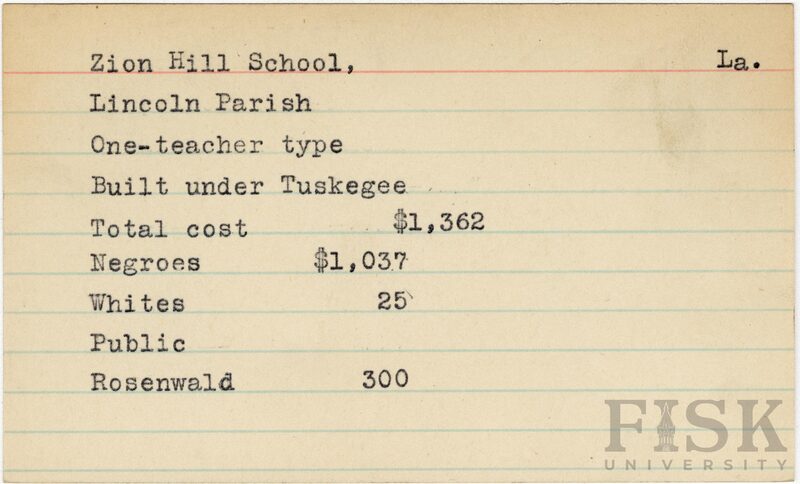 Zion Hill School, La.
Lincoln Parish
One-teacher type
Built under Tuskegee
Total cost $1,362
Negroes $1,037
Whites 25
Public
Rosenwald 300
FISK
UNIVERSITY